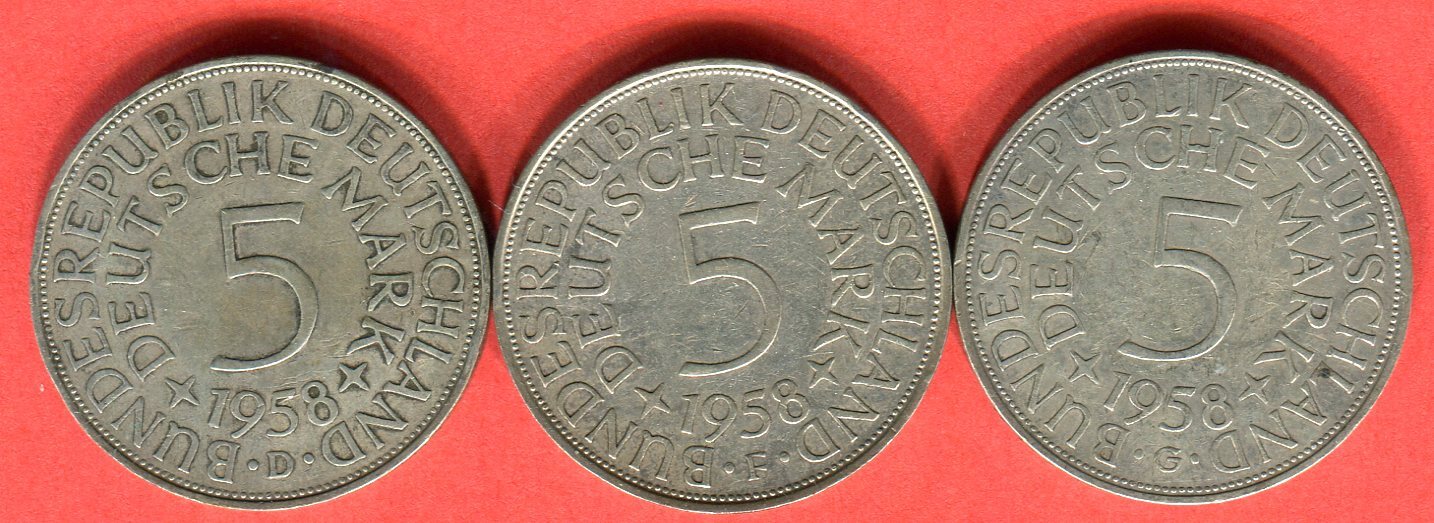 BUNDESREPUBLIK DEUTSCHLAND
DEUTSCHE MARK
5
1958
· D ·
BUNDESREPUBLIK DEUTSCHLAND
DEUTSCHE MARK
5
1958
· F ·
BUNDESREPUBLIK DEUTSCHLAND
DEUTSCHE MARK
5
1958
· G ·